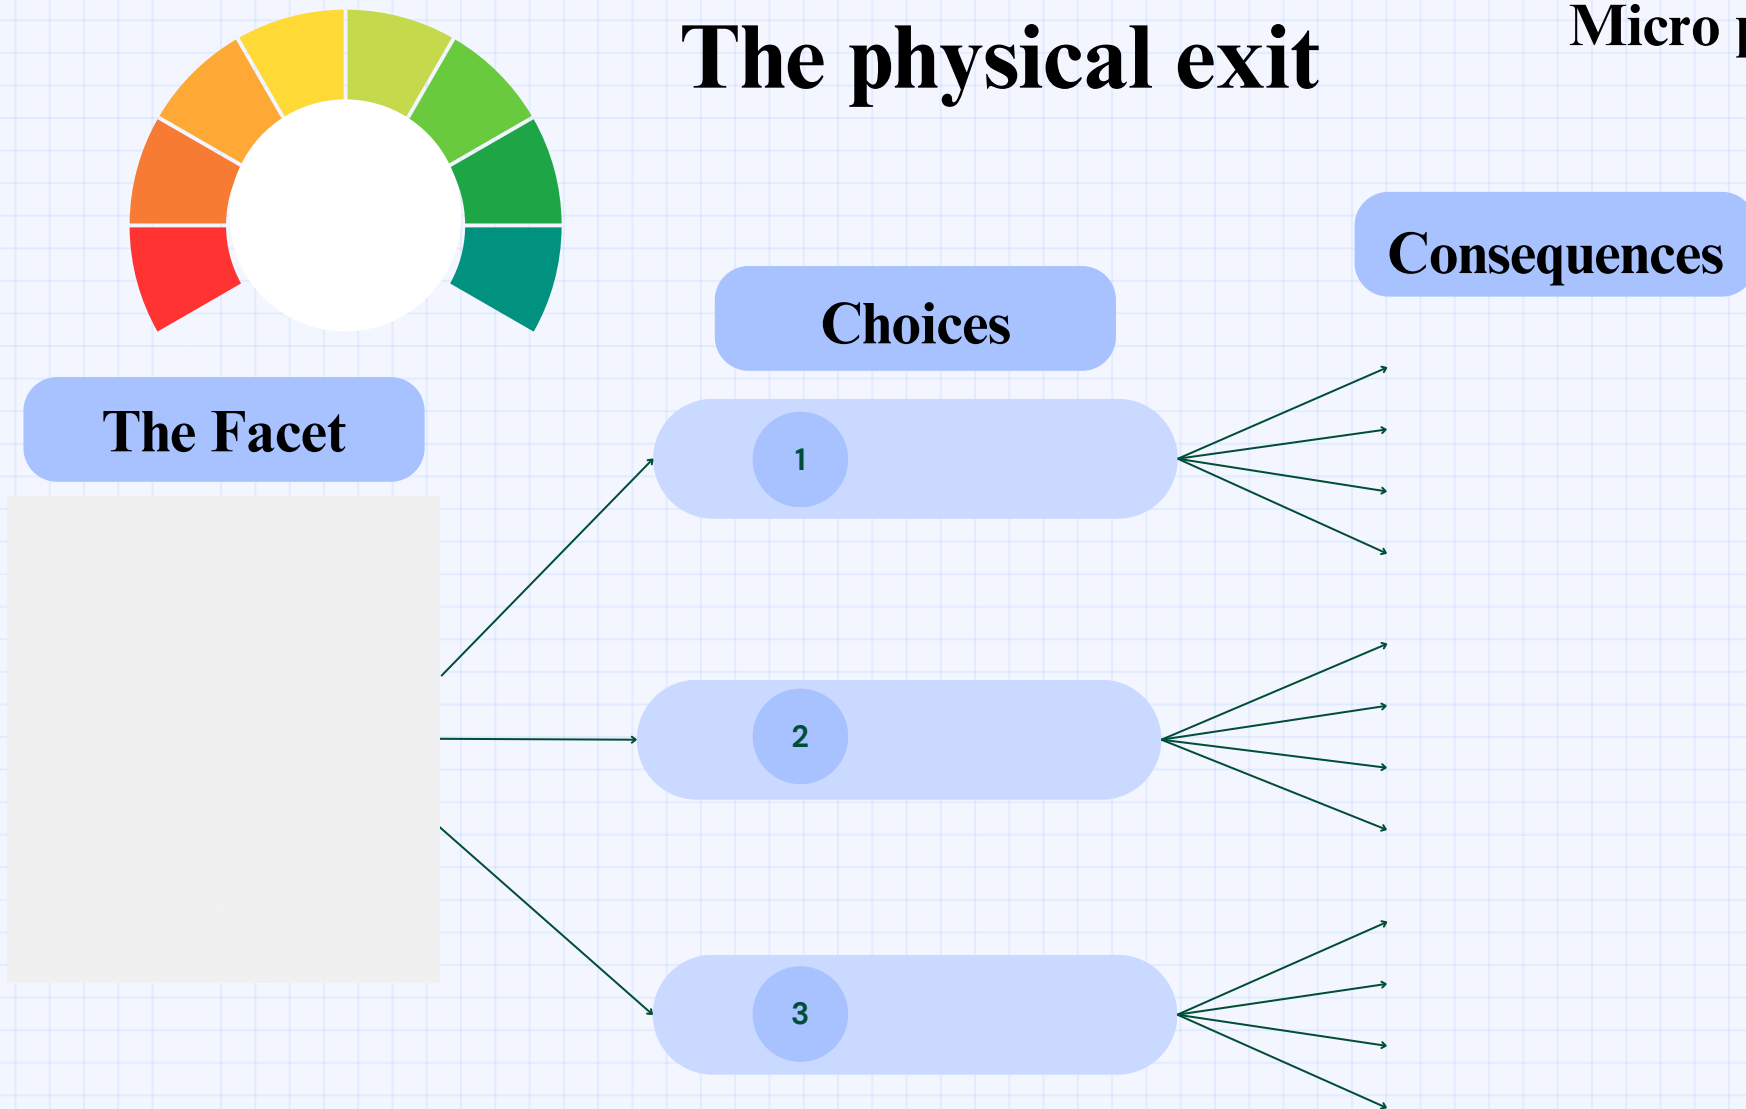 The physical exit
Micro
Consequences
Choices
The Facet
1
2
3